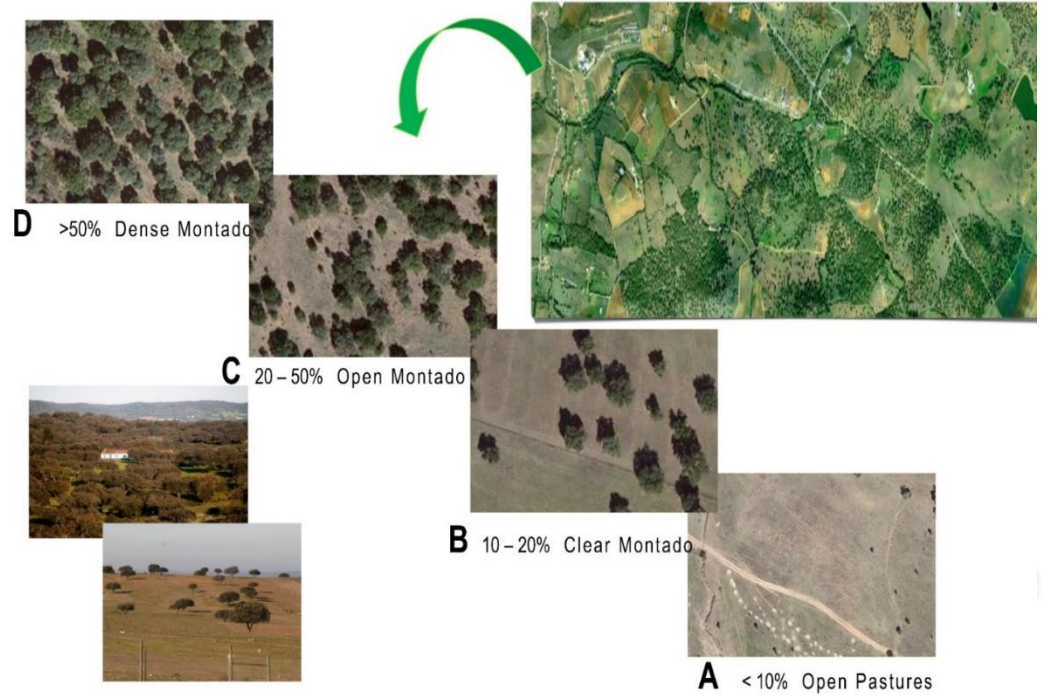 D >50% Dense Montado
C 20 – 50% Open Montado
B 10 – 20% Clear Montado
A < 10% Open Pastures